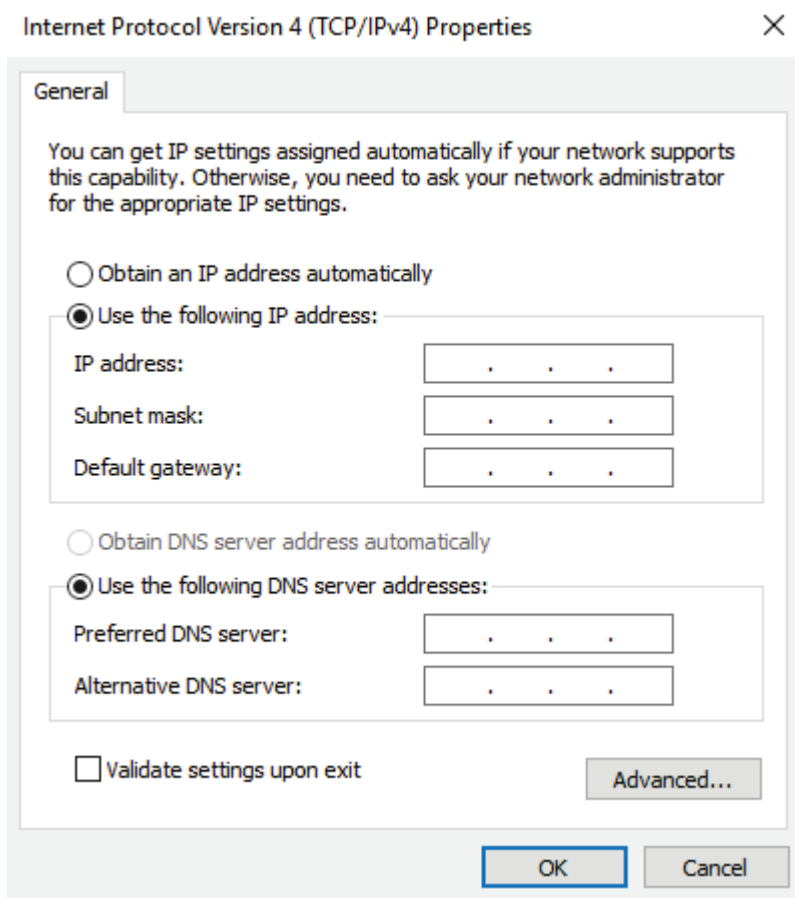 Internet Protocol Version 4 (TCP/IPv4) Properties
General
You can get IP settings assigned automatically if your network supports
this capability. Otherwise, you need to ask your network administrator
for the appropriate IP settings.
Obtain an IP address automatically
Use the following IP address:
IP address: . . .
Subnet mask: . . .
Default gateway: . . .
Obtain DNS server address automatically
Use the following DNS server addresses:
Preferred DNS server: . . .
Alternative DNS server: . . .
Validate settings upon exit
Advanced...
OK Cancel